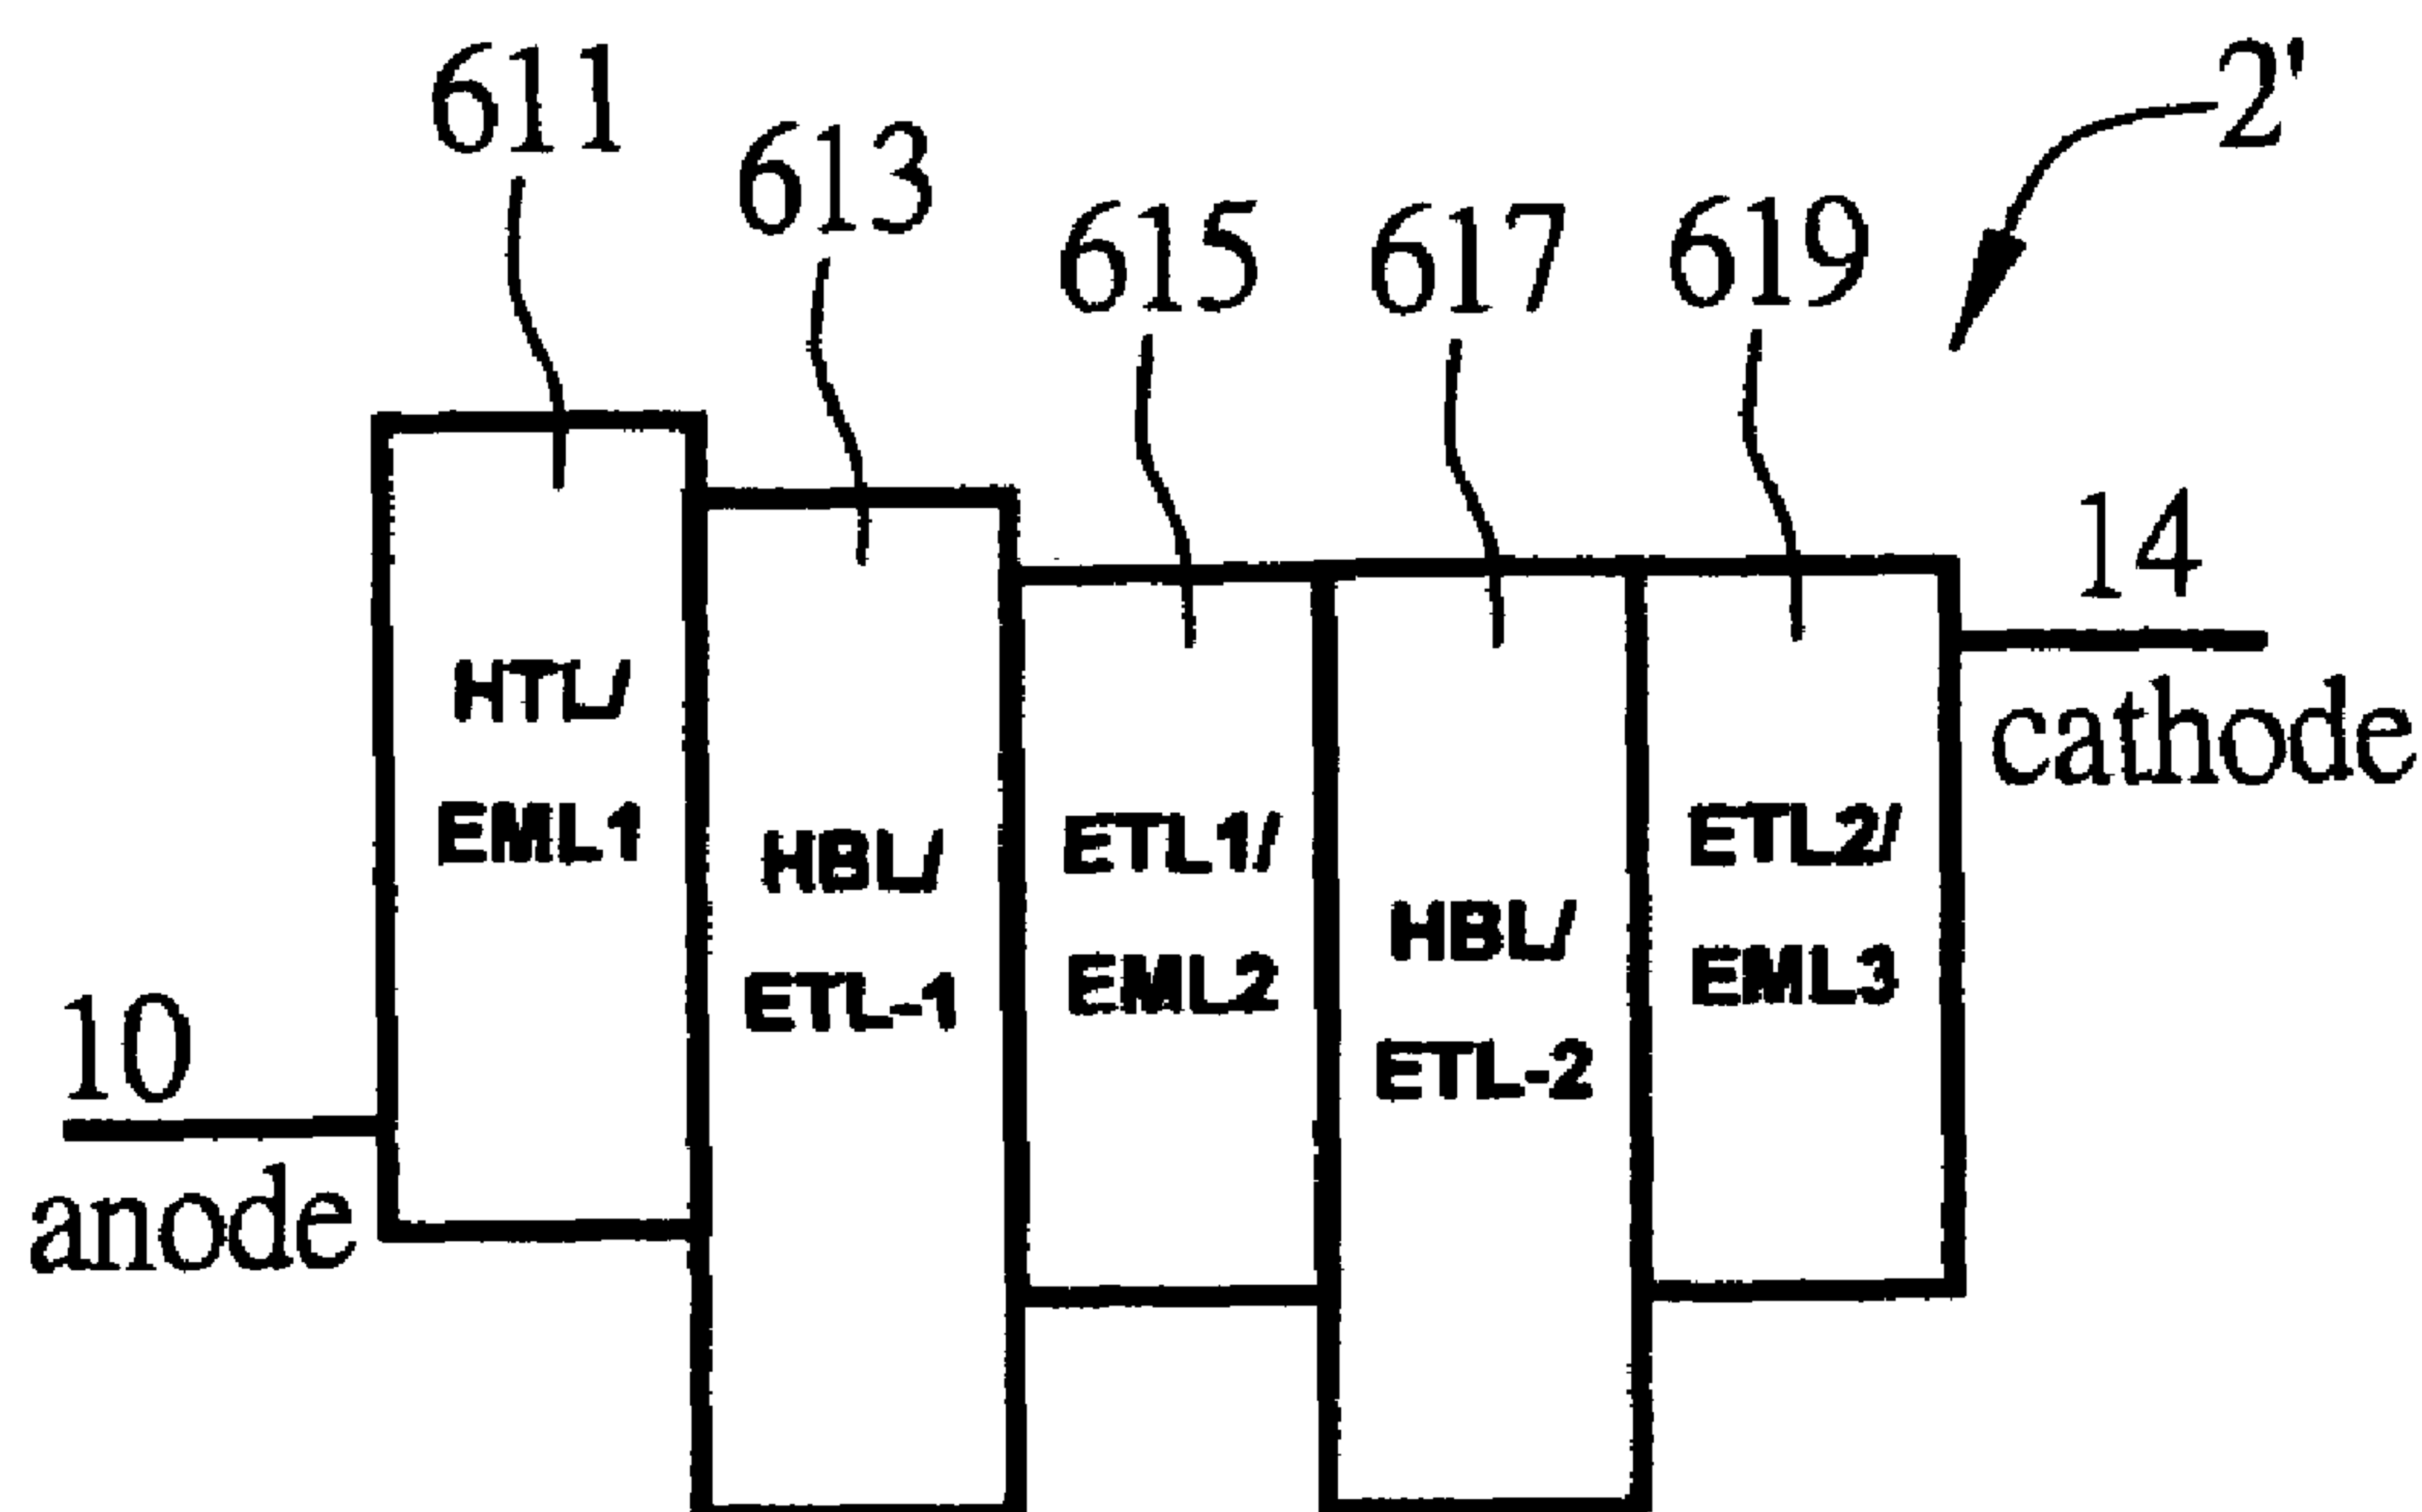 611
613
615
617
619
2'
HTL/
EML1
HBL/
ETL-1
ETL1/
EML2
HBL/
ETL-2
ETL2/
EML3
14
cathode
10
anode